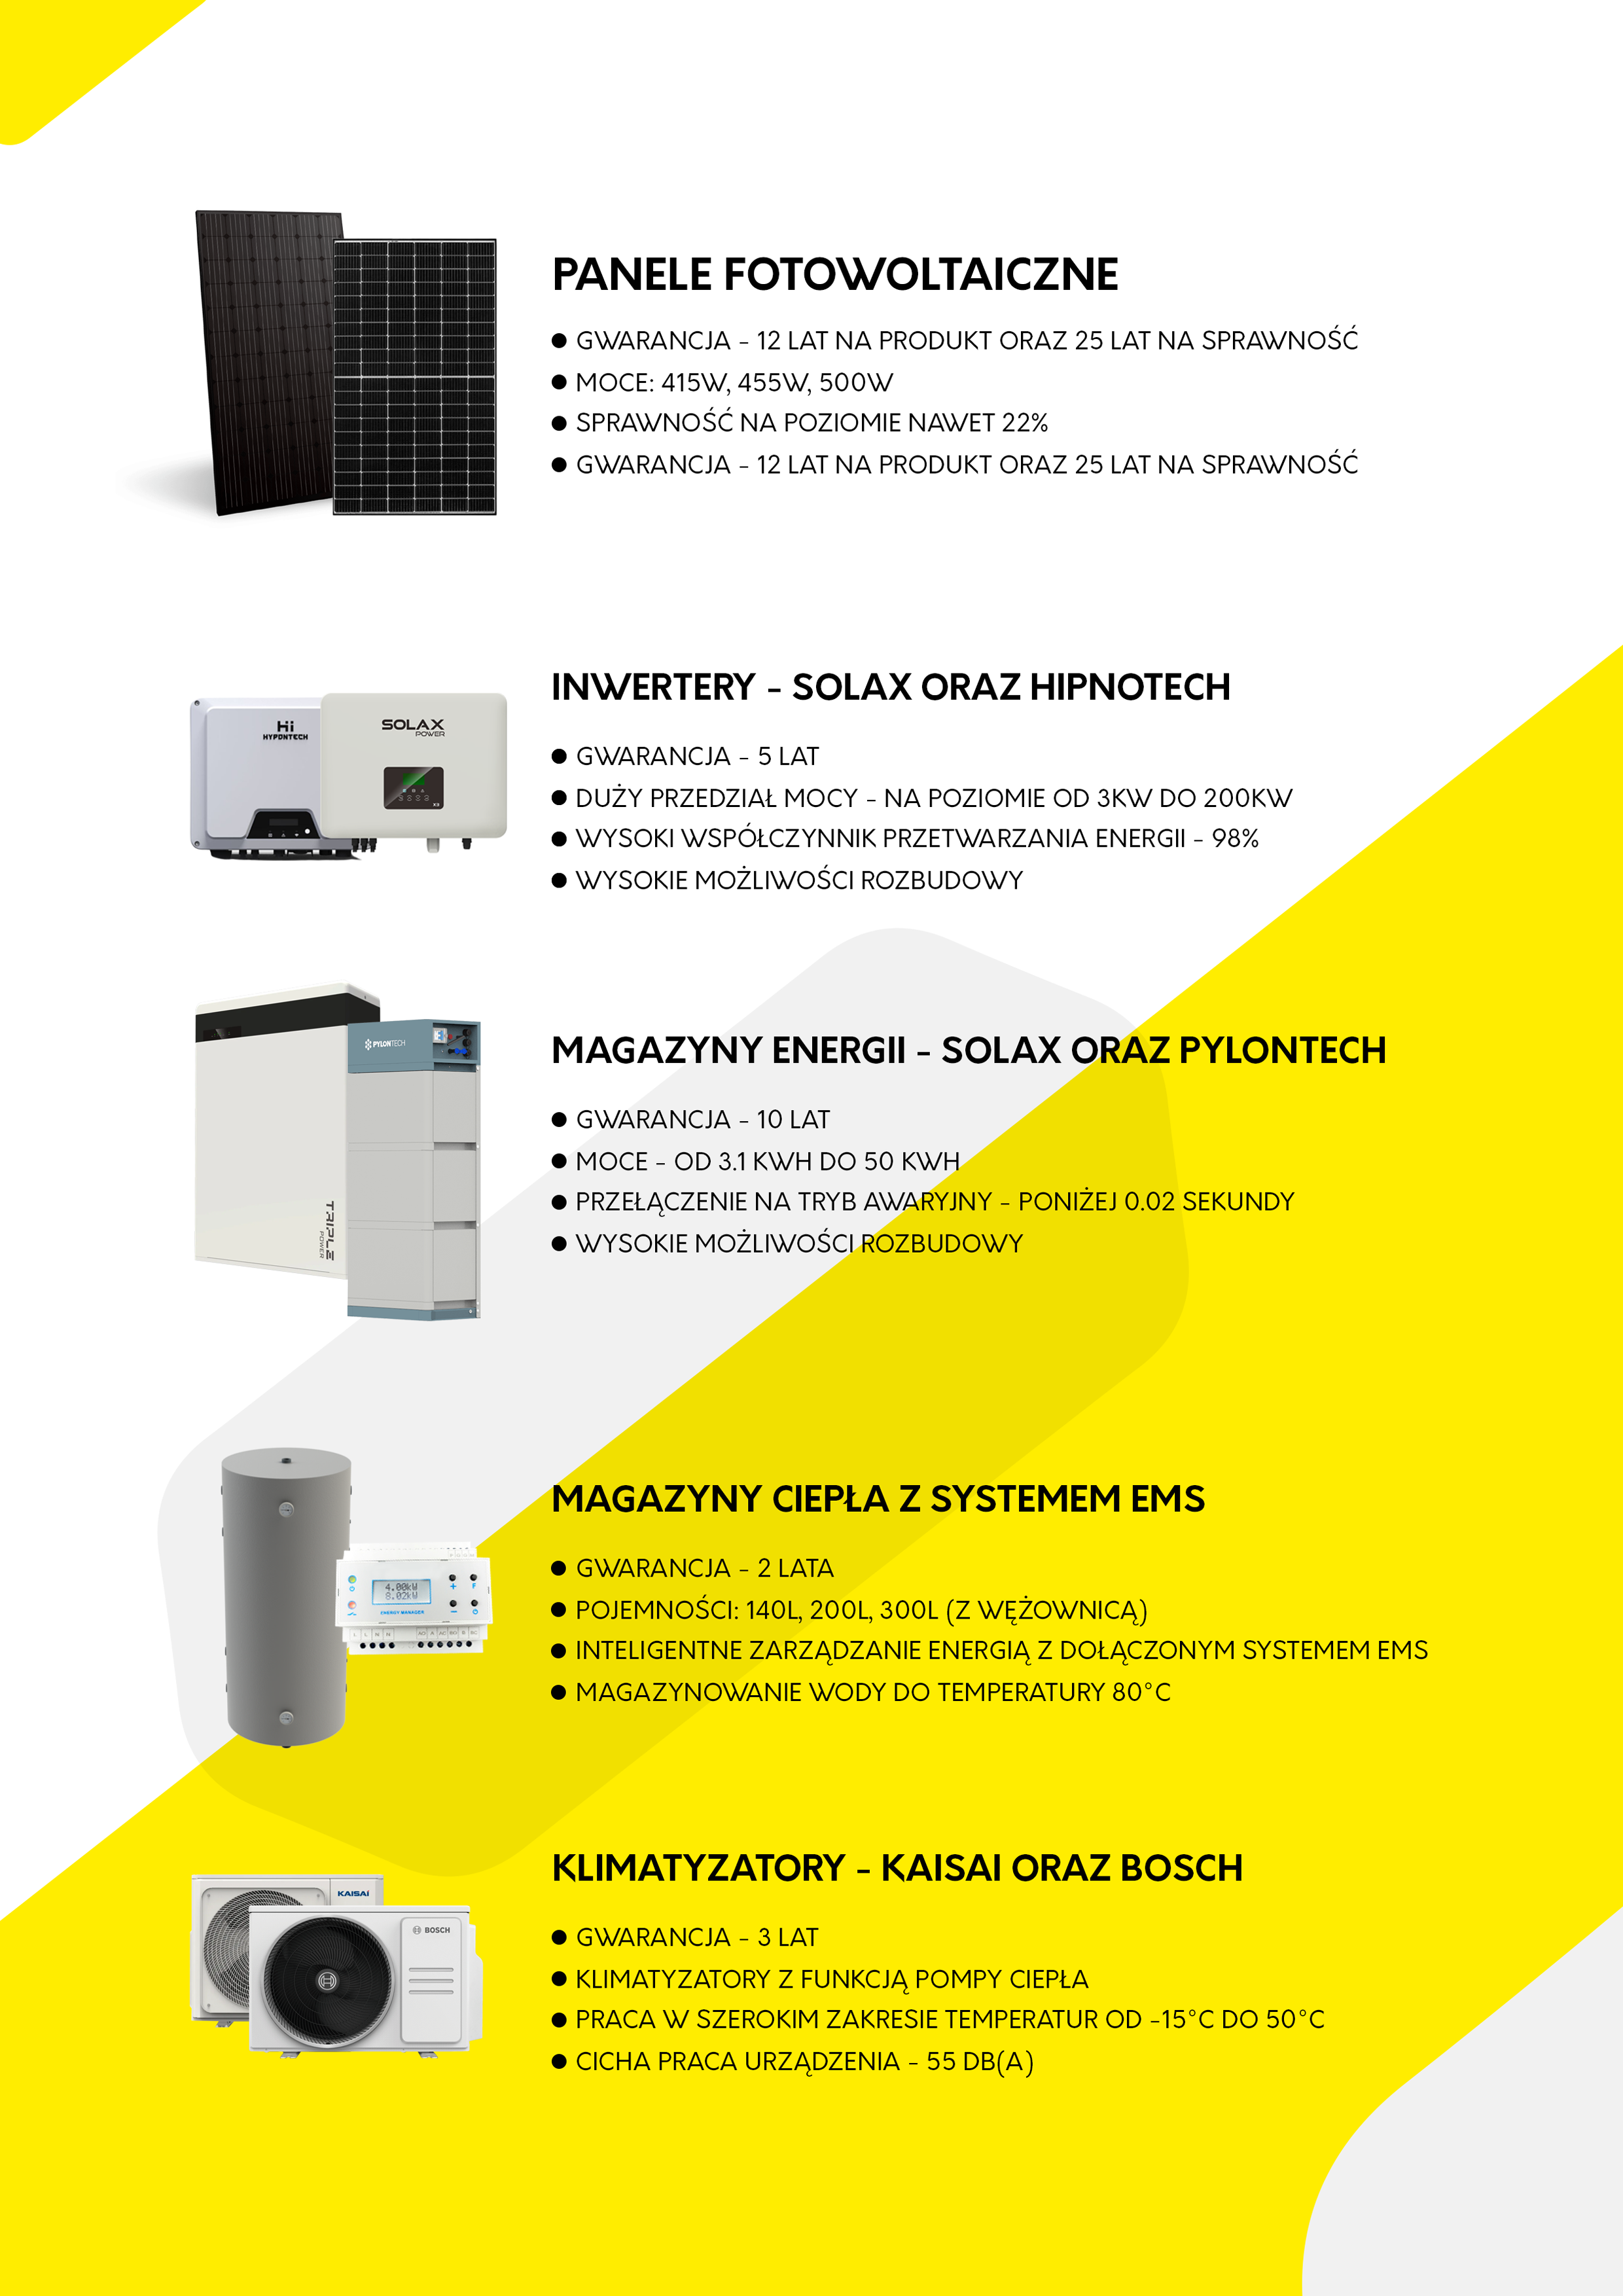 PANELE FOTOWOLTAICZNE
● GWARANCJA - 12 LAT NA PRODUKT ORAZ 25 LAT NA SPRAWNOŚĆ
● MOCE: 415W, 455W, 500W
● SPRAWNOŚĆ NA POZIOMIE NAWET 22%
● GWARANCJA - 12 LAT NA PRODUKT ORAZ 25 LAT NA SPRAWNOŚĆ
Hi
HYPONTECH
SOLAX
POWER
X3
INWERTERY - SOLAX ORAZ HIPNOTECH
● GWARANCJA - 5 LAT
● DUŻY PRZEDZIAŁ MOCY - NA POZIOMIE OD 3KW DO 200KW
● WYSOKI WSPÓŁCZYNNIK PRZETWARZANIA ENERGII - 98%
● WYSOKIE MOŻLIWOŚCI ROZBUDOWY
PYLONTECH
TRIPLE
POWER
MAGAZYNY ENERGII - SOLAX ORAZ PYLONTECH
● GWARANCJA - 10 LAT
● MOCE - OD 3.1 KWH DO 50 KWH
● PRZEŁĄCZENIE NA TRYB AWARYJNY - PONIŻEJ 0.02 SEKUNDY
● WYSOKIE MOŻLIWOŚCI ROZBUDOWY
4.00kW
8.02kW
ENERGY MANAGER
MAGAZYNY CIEPŁA Z SYSTEMEM EMS
● GWARANCJA - 2 LATA
● POJEMNOŚCI: 140L, 200L, 300L (Z WĘŻOWNICĄ)
● INTELIGENTNE ZARZĄDZANIE ENERGIĄ Z DOŁĄCZONYM SYSTEMEM EMS
● MAGAZYNOWANIE WODY DO TEMPERATURY 80°C
KAISAI
BOSCH
KLIMATYZATORY - KAISAI ORAZ BOSCH
● GWARANCJA - 3 LAT
● KLIMATYZATORY Z FUNKCJĄ POMPY CIEPŁA
● PRACA W SZEROKIM ZAKRESIE TEMPERATUR OD -15°C DO 50°C
● CICHA PRACA URZĄDZENIA - 55 DB(A)